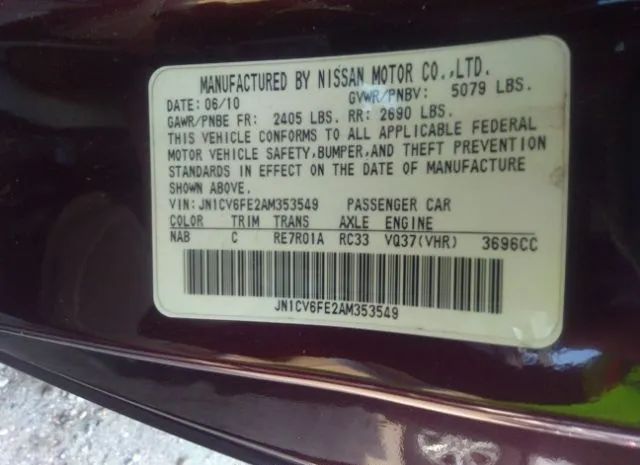 MANUFACTURED BY NISSAN MOTOR CO.,LTD.
DATE: 06/10 GVWR/PNBV: 5079 LBS.
GAWR/PNBE FR: 2405 LBS. RR: 2690 LBS.
THIS VEHICLE CONFORMS TO ALL APPLICABLE FEDERAL
MOTOR VEHICLE SAFETY,BUMPER,AND THEFT PREVENTION
STANDARDS IN EFFECT ON THE DATE OF MANUFACTURE
SHOWN ABOVE.
VIN: JN1CV6FE2AM353549 PASSENGER CAR
COLOR TRIM TRANS AXLE ENGINE
NAB C RE7R01A RC33 VQ37(VHR) 3696CC
JN1CV6FE2AM353549